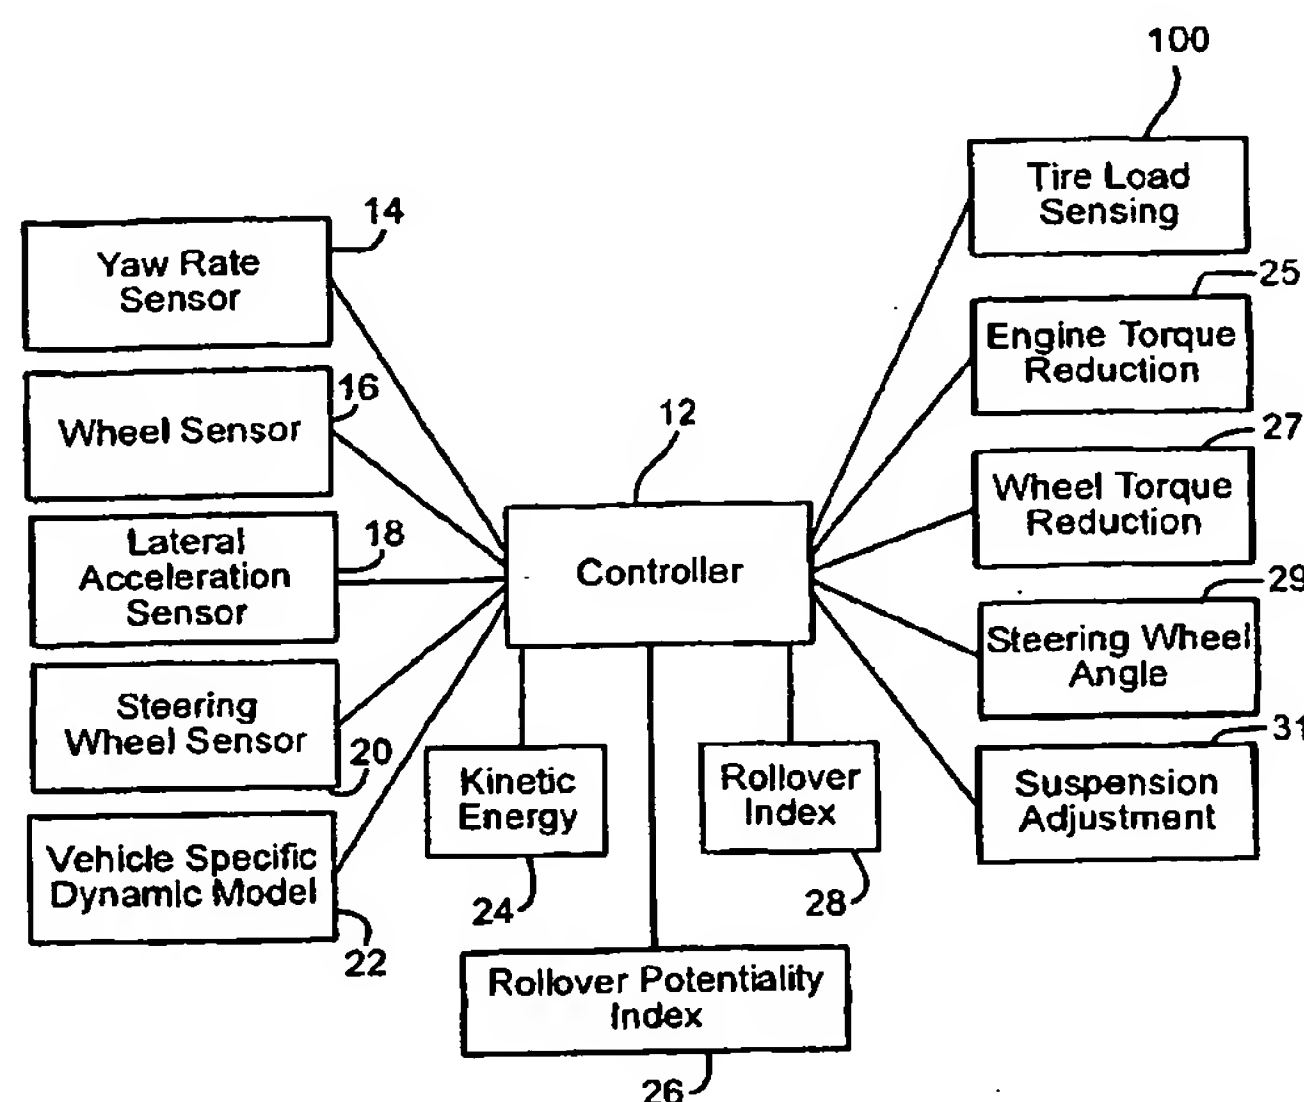 100
Tire Load
Sensing
14
Yaw Rate
Sensor
25
Engine Torque
Reduction
16
Wheel Sensor
12
27
Wheel Torque
Reduction
Lateral
Acceleration
Sensor
18
Controller
29
Steering Wheel
Angle
Steering
Wheel Sensor
20
Kinetic
Energy
24
Rollover
Index
28
31
Suspension
Adjustment
Vehicle Specific
Dynamic Model
22
Rollover Potentiality
Index
26